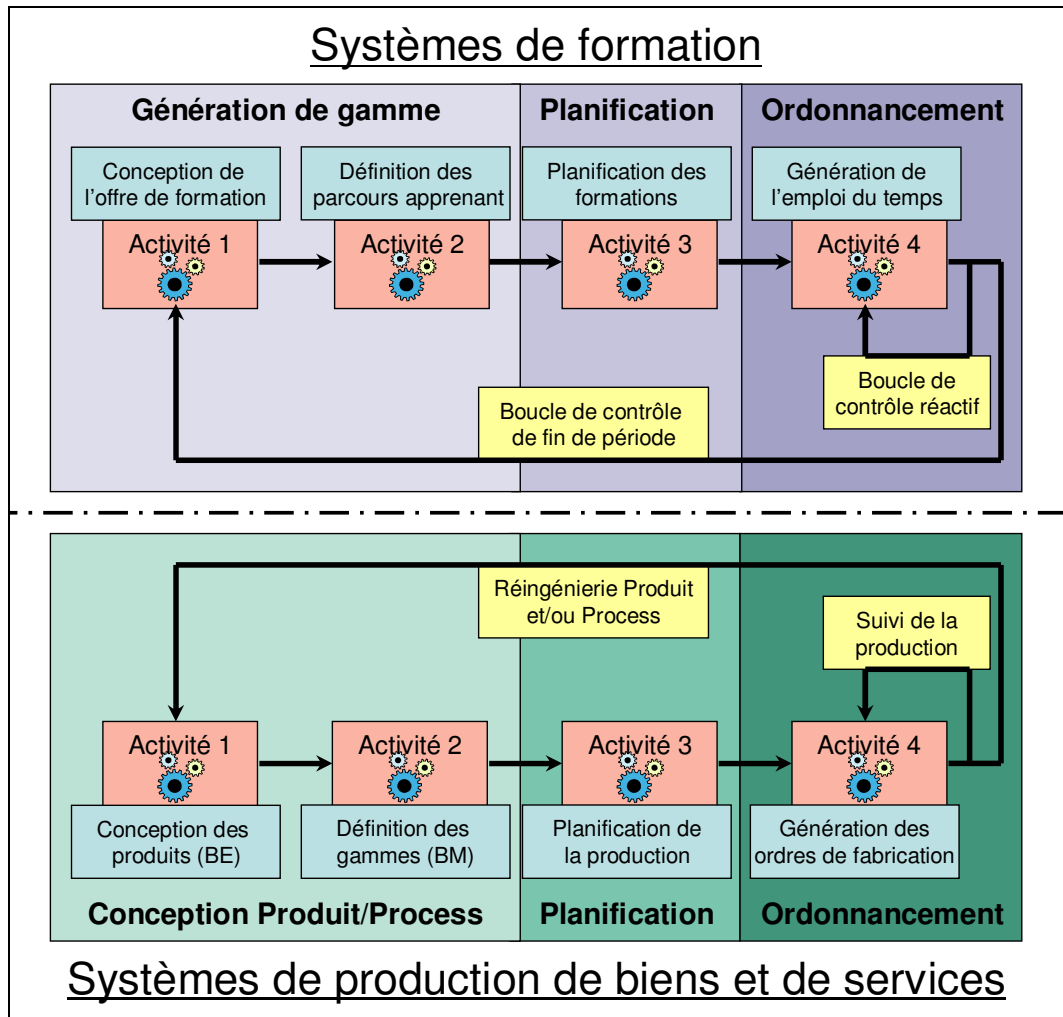 Systèmes de formation
Génération de gamme
Planification
Ordonnancement
Conception de
l'offre de formation
Définition des
parcours apprenant
Planification des
formations
Génération de
l'emploi du temps
Activité 1
Activité 2
Activité 3
Activité 4
Boucle de
contrôle réactif
Boucle de contrôle
de fin de période
Réingénierie Produit
et/ou Process
Suivi de la
production
Activité 1
Activité 2
Activité 3
Activité 4
Conception des
produits (BE)
Définition des
gammes (BM)
Planification de
la production
Génération des
ordres de fabrication
Conception Produit/Process
Planification
Ordonnancement
Systèmes de production de biens et de services